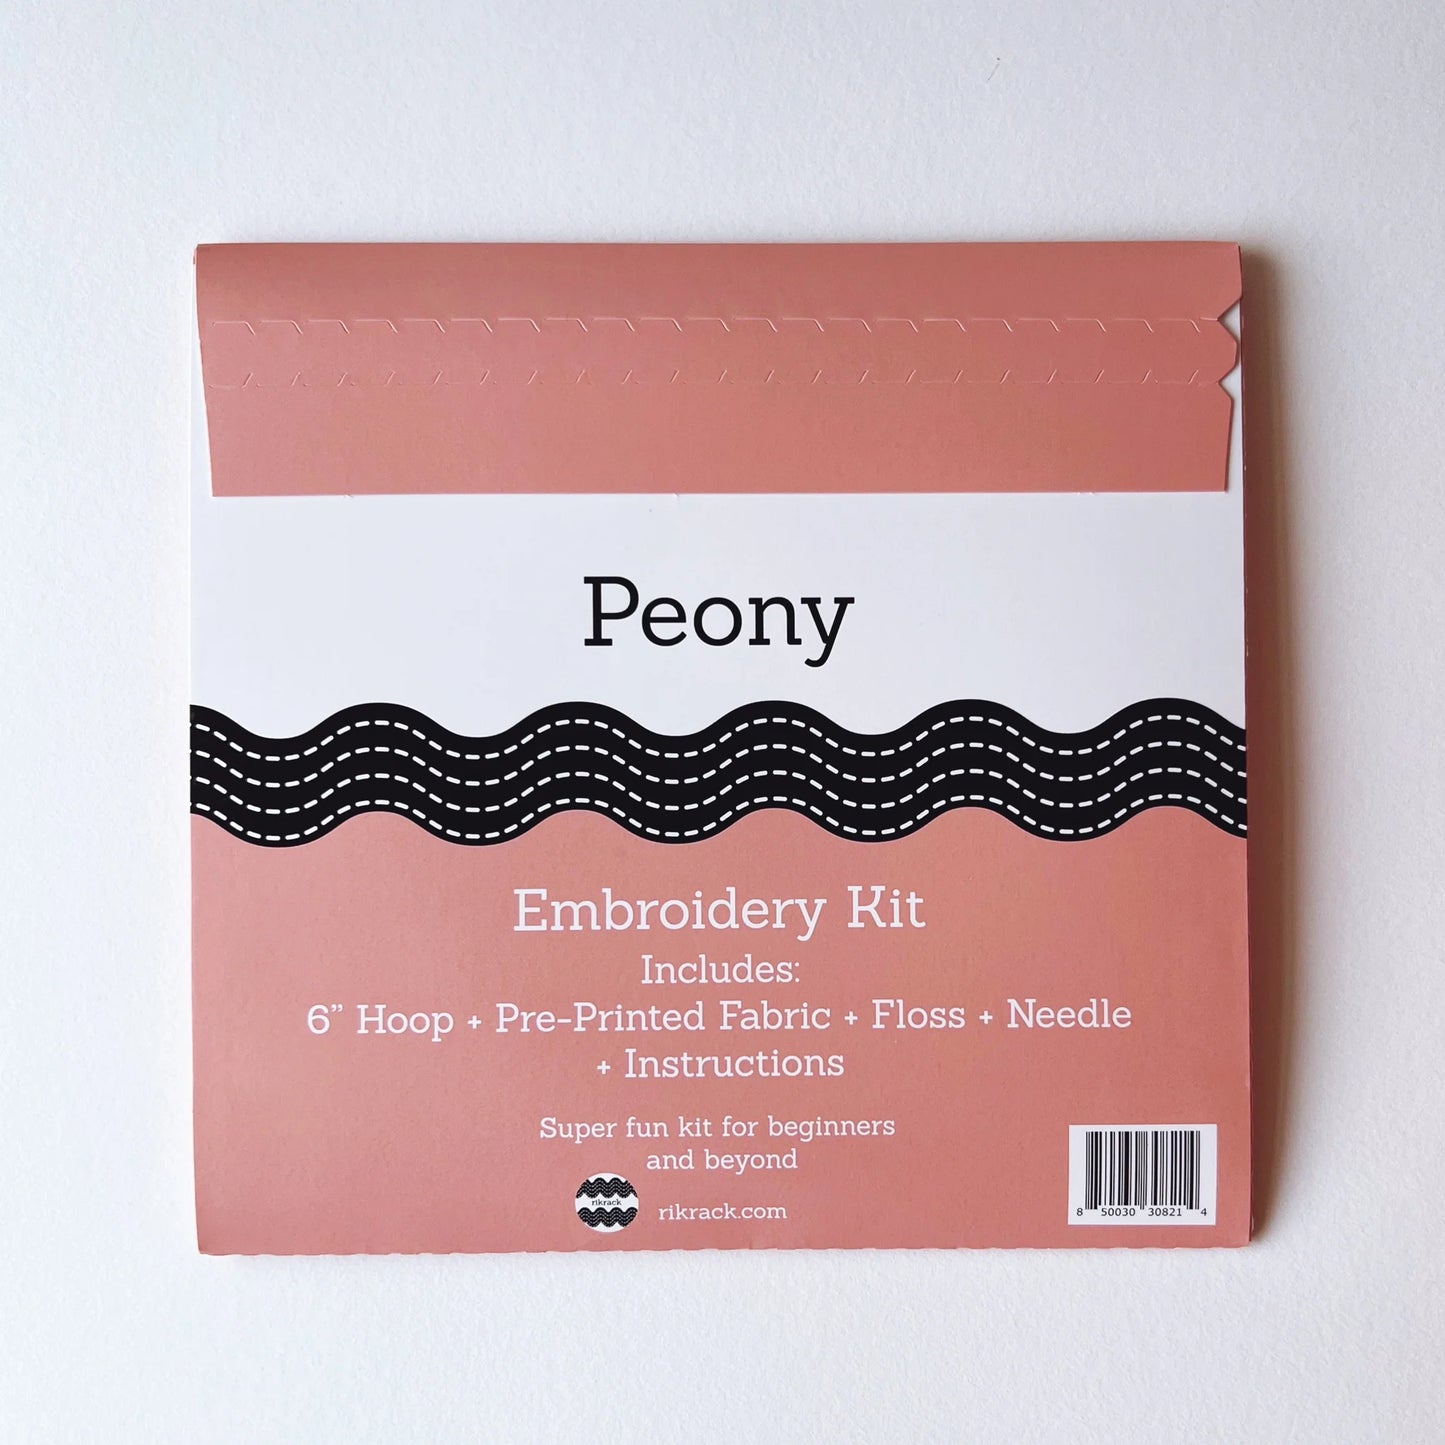 Peony
Embroidery Kit
Includes:
6” Hoop + Pre-Printed Fabric + Floss + Needle
+ Instructions
Super fun kit for beginners
and beyond
rikrack
rikrack.com
8 50030 30821 4